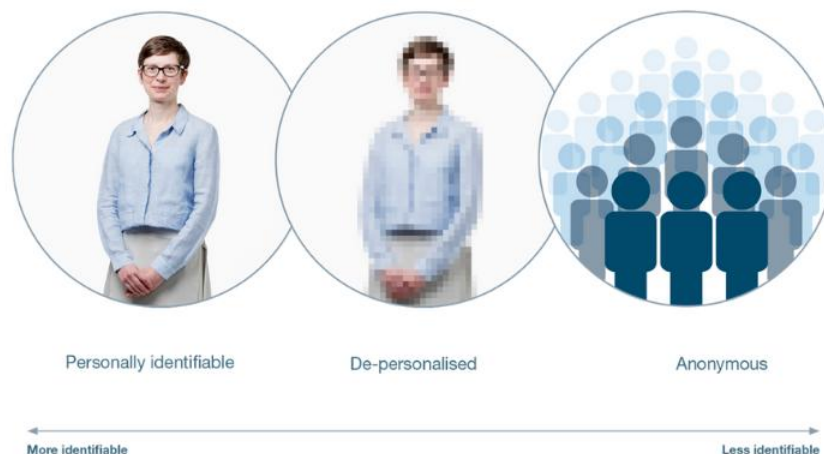 Personally identifiable
De-personalised
Anonymous
More identifiable
Less identifiable